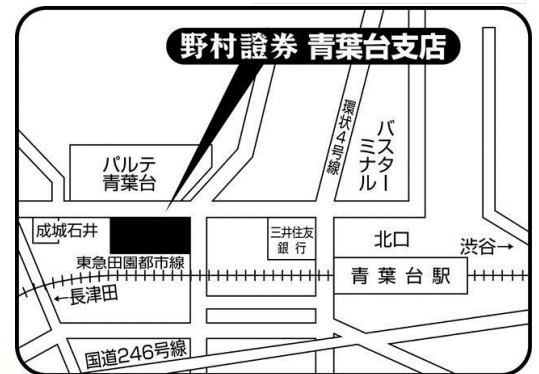 野村證券 青葉台支店
環状4号線
バスター
ミナル
パルテ
青葉台
成城石井
三井住友
銀行
北口
渋谷→
東急田園都市線
青葉台駅
←長津田
国道246号線